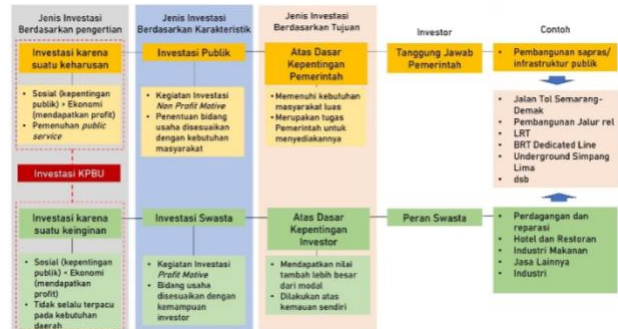 Jenis Investasi
Berdasarkan pengertian
Jenis Investasi
Berdasarkan Karakteristik
Jenis Investasi
Berdasarkan Tujuan
Investor
Contoh
Investasi karena
suatu keharusan
Investasi Publik
Atas Dasar
Kepentingan
Pemerintah
Tanggung Jawab
Pemerintah
• Pembangunan sapras/
infrastruktur publik
• Sosial (kepentingan
publik) > Ekonomi
(mendapatkan profit)
• Pemenuhan public
service
• Kegiatan Investasi
Non Profit Motive
• Penentuan bidang
usaha disesuaikan
dengan kebutuhan
masyarakat
• Memenuhi kebutuhan
masyarakat luas
• Merupakan tugas
Pemerintah untuk
menyediakannya
• Jalan Tol Semarang-
Demak
• Pembangunan Jalur rel
• LRT
• BRT Dedicated Line
• Underground Simpang
Lima
• dsb
Investasi KPBU
Investasi karena
suatu keinginan
Investasi Swasta
Atas Dasar
Kepentingan
Investor
Peran Swasta
• Perdagangan dan
reparasi
• Hotel dan Restoran
• Industri Makanan
• Jasa Lainnya
• Industri
• Sosial (kepentingan
publik) < Ekonomi
(mendapatkan
profit)
• Tidak selalu terpacu
pada kebutuhan
daerah
• Kegiatan Investasi
Profit Motive
• Bidang usaha
disesuaikan dengan
kemampuan
investor
• Mendapatkan nilai
tambah lebih besar
dari modal
• Dilakukan atas
kemauan sendiri